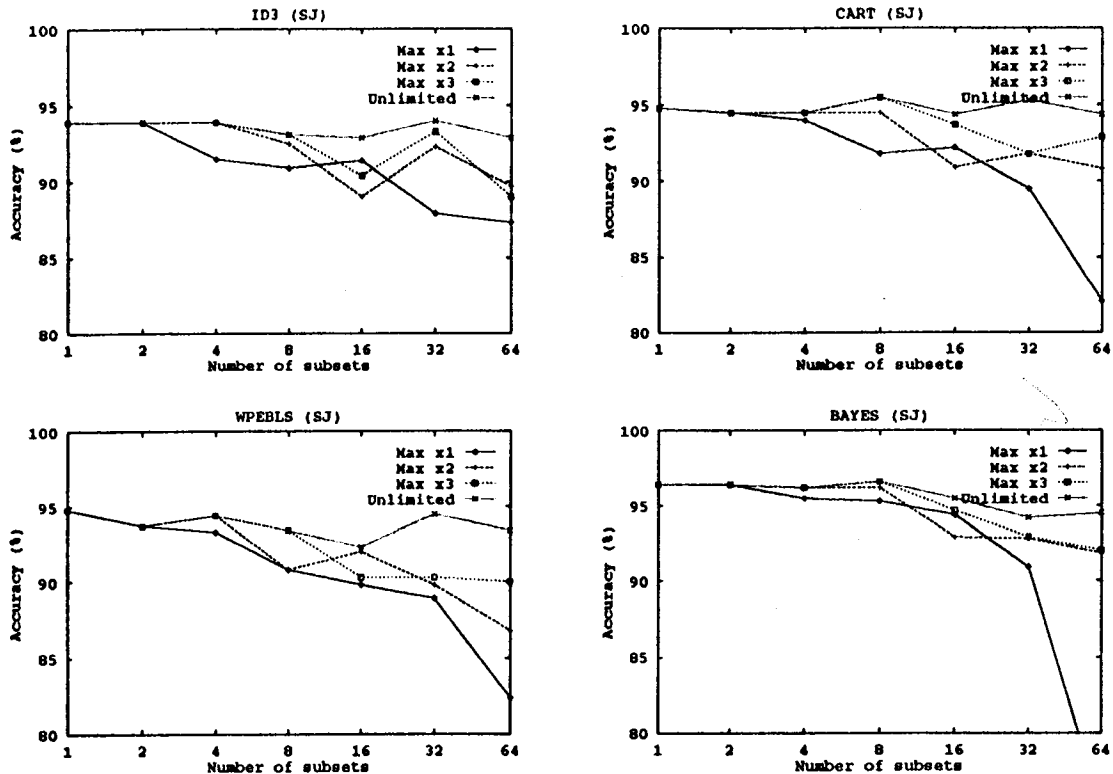 ID3 (SJ)
100
95
90
85
80
Accuracy (%)
Max x1
Max x2
Max x3
Unlimited
1 2 4 8 16 32 64
Number of subsets
CART (SJ)
100
95
90
85
80
Accuracy (%)
Max x1
Max x2
Max x3
Unlimited
1 2 4 8 16 32 64
Number of subsets
WPEBLS (SJ)
100
95
90
85
80
Accuracy (%)
Max x1
Max x2
Max x3
Unlimited
1 2 4 8 16 32 64
Number of subsets
BAYES (SJ)
100
95
90
85
80
Accuracy (%)
Max x1
Max x2
Max x3
Unlimited
1 2 4 8 16 32 64
Number of subsets